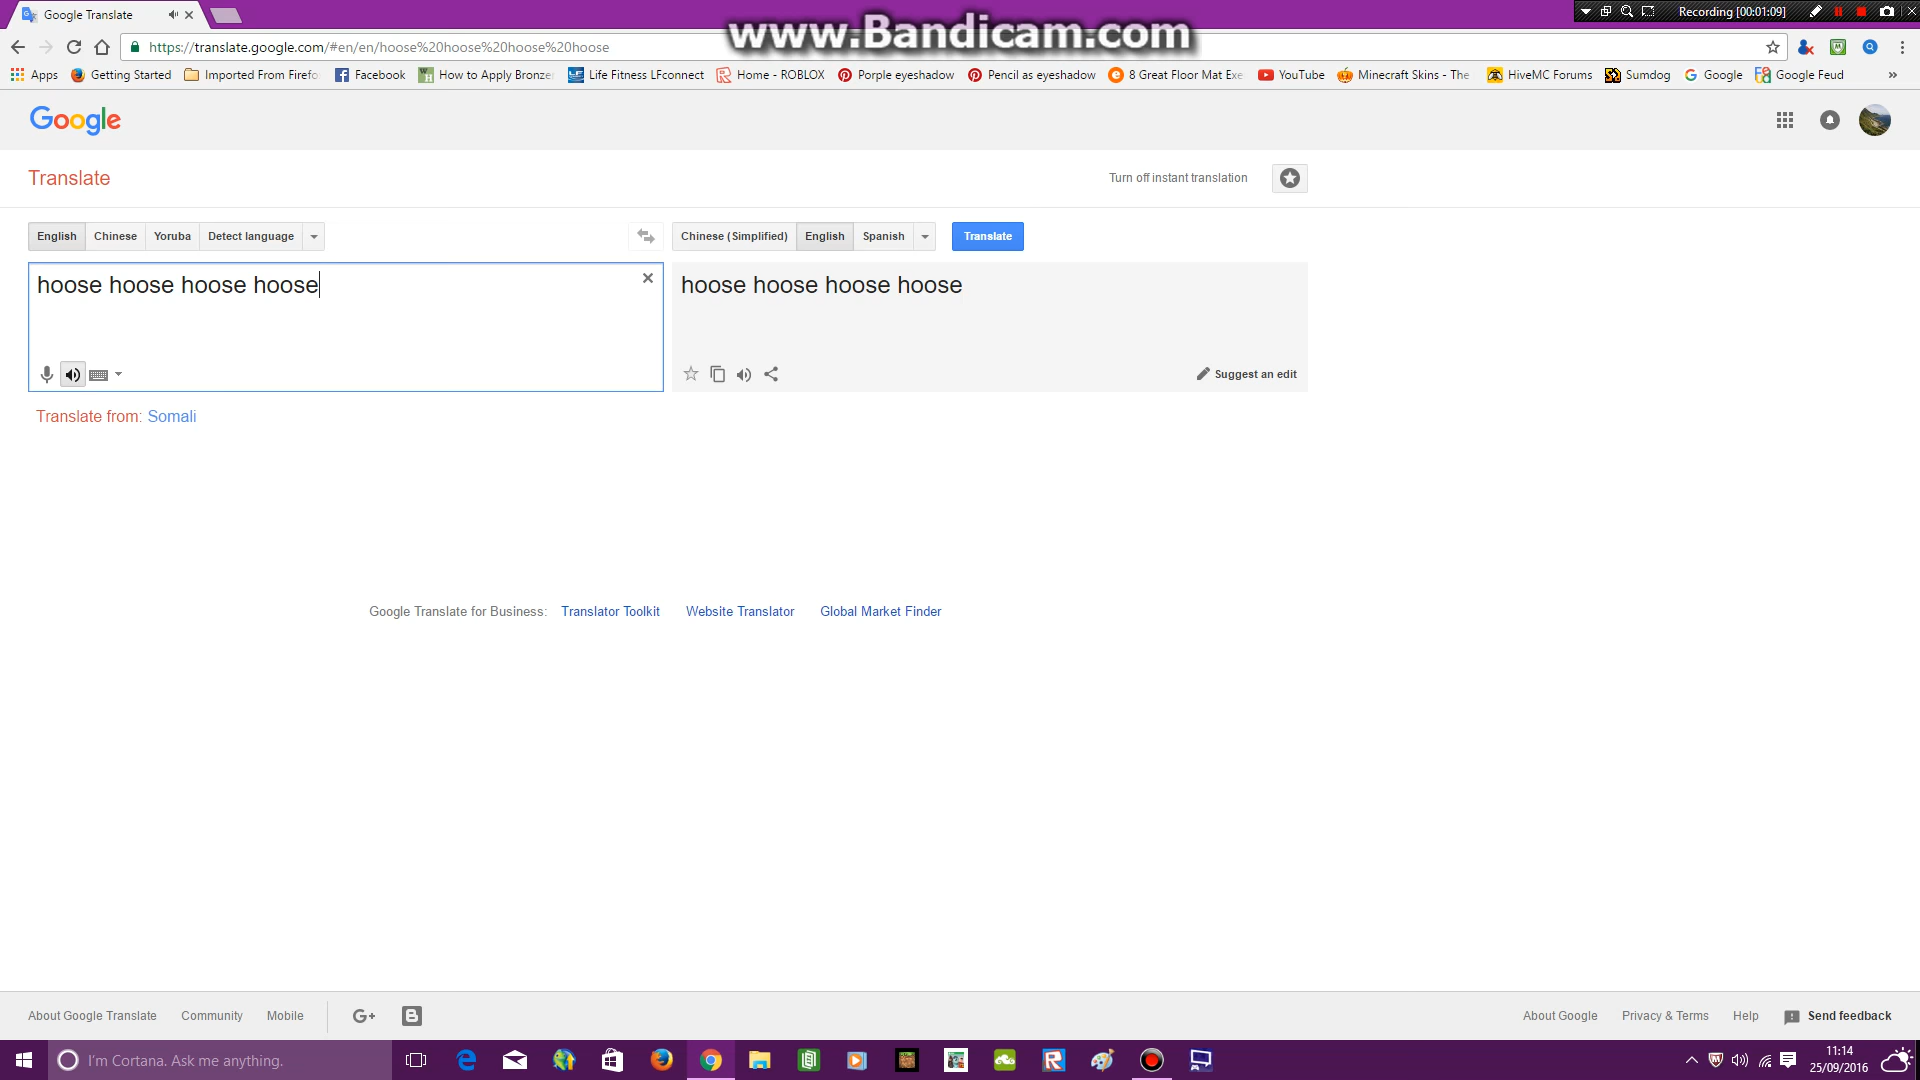 Google Translate
www.Bandicam.com
Recording [00:01:09]
https://translate.google.com/#en/en/hoose%20hoose%20hoose%20hoose
Apps Getting Started Imported From Firefo Facebook How to Apply Bronze Life Fitness LFconnect Home - ROBLOX Porple eyeshadow Pencil as eyeshadow 8 Great Floor Mat Exe YouTube Minecraft Skins - The HiveMC Forums Sumdog Google Google Feud »
Google
Translate
Turn off instant translation
English Chinese Yoruba Detect language
Chinese (Simplified) English Spanish Translate
hoose hoose hoose hoose
hoose hoose hoose hoose
Suggest an edit
Translate from: Somali
Google Translate for Business: Translator Toolkit Website Translator Global Market Finder
About Google Translate Community Mobile G+
About Google Privacy & Terms Help Send feedback
I'm Cortana. Ask me anything.
11:14
25/09/2016